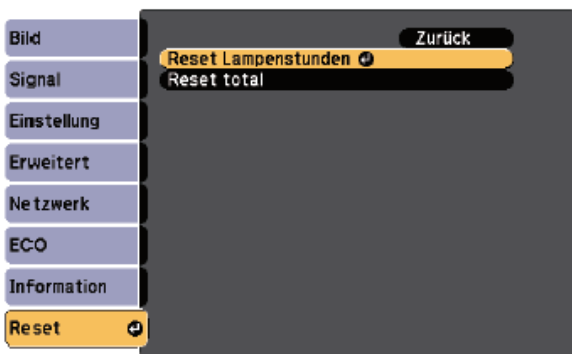 Bild
Signal
Einstellung
Erweitert
Netzwerk
ECO
Information
Reset
Zurück
Reset Lampenstunden
Reset total